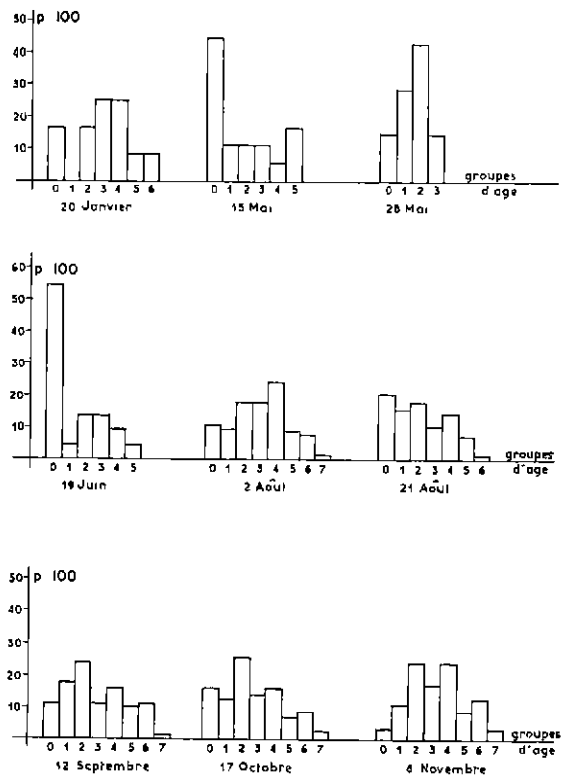 50 p 100
40
30
20
10
0 1 2 3 4 5 6
0 1 2 3 4 5
0 1 2 3
groupes
d'age
20 Janvier
15 Mai
28 Mai
60 p 100
50
40
30
20
10
0 1 2 3 4 5
0 1 2 3 4 5 6 7
0 1 2 3 4 5 6
groupes
d'age
19 Juin
2 Août
21 Août
50 p 100
40
30
20
10
0 1 2 3 4 5 6 7
0 1 2 3 4 5 6 7
0 1 2 3 4 5 6 7
groupes
d'age
12 Septembre
17 Octobre
Novembre